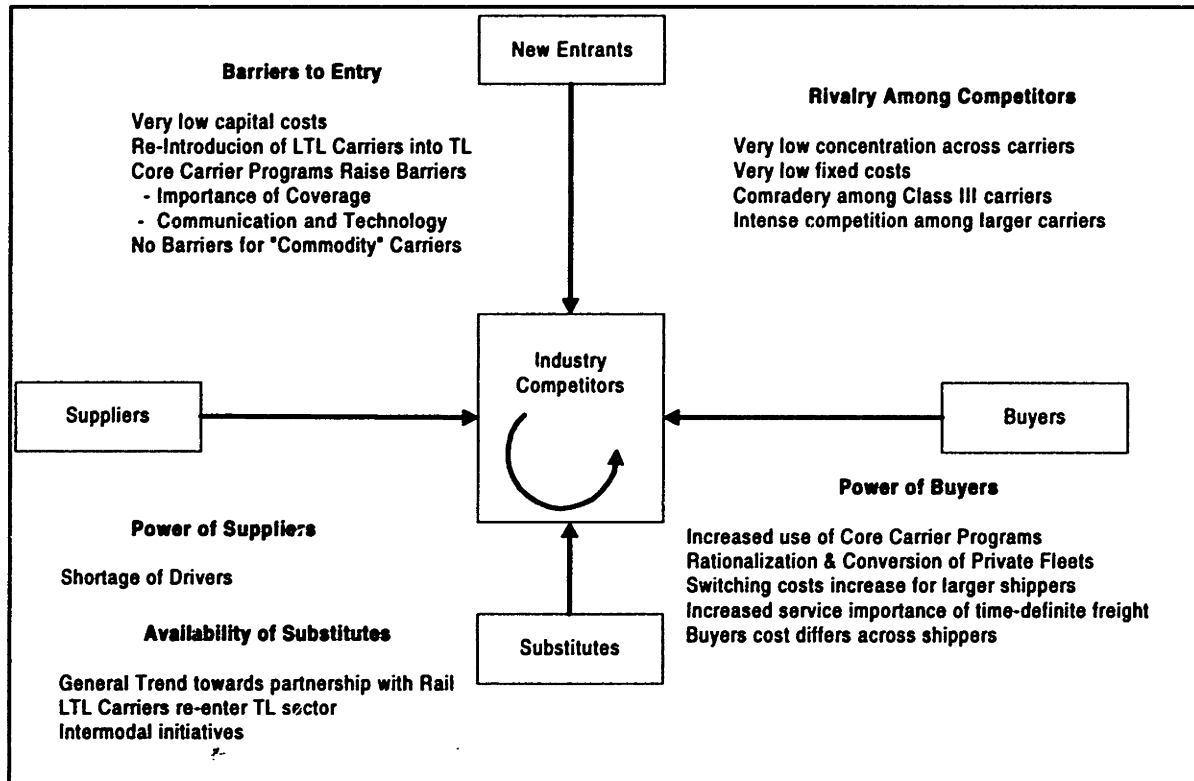 New Entrants
Barriers to Entry
Very low capital costs
Re-Introducion of LTL Carriers into TL
Core Carrier Programs Raise Barriers
- Importance of Coverage
- Communication and Technology
No Barriers for "Commodity" Carriers
Rivalry Among Competitors
Very low concentration across carriers
Very low fixed costs
Comradery among Class III carriers
Intense competition among larger carriers
Industry
Competitors
Suppliers
Buyers
Power of Suppliers
Shortage of Drivers
Power of Buyers
Increased use of Core Carrier Programs
Rationalization & Conversion of Private Fleets
Switching costs increase for larger shippers
Increased service importance of time-definite freight
Buyers cost differs across shippers
Availability of Substitutes
General Trend towards partnership with Rail
LTL Carriers re-enter TL sector
Intermodal initiatives
Substitutes